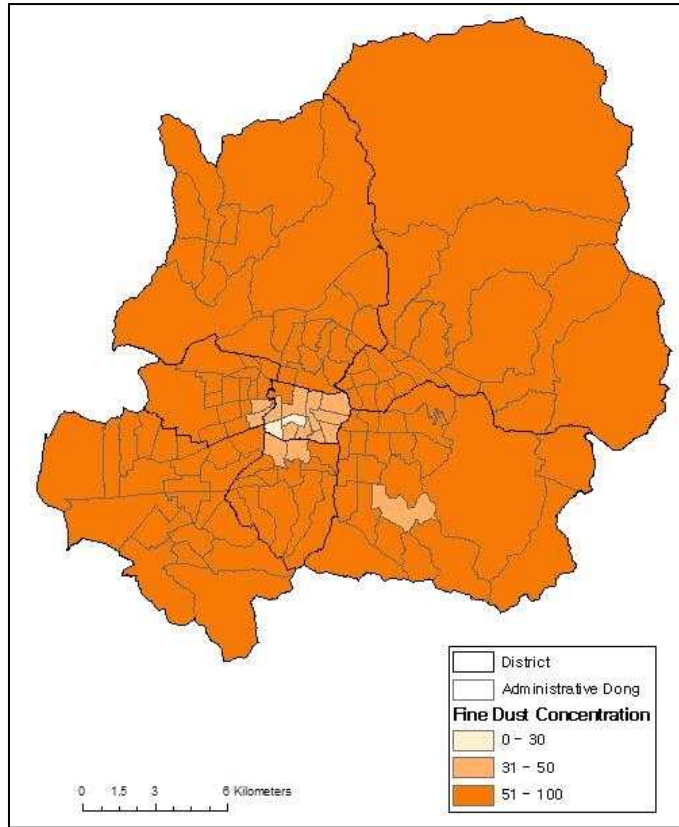 District
Administrative Dong
Fine Dust Concentration
0 - 30
31 - 50
51 - 100
0 1.5 3 6 Kilometers